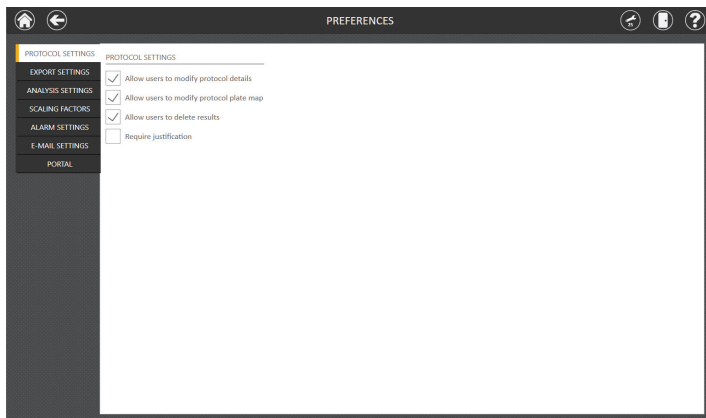 PREFERENCES
25
?
PROTOCOL SETTINGS
EXPORT SETTINGS
ANALYSIS SETTINGS
SCALING FACTORS
ALARM SETTINGS
E-MAIL SETTINGS
PORTAL
PROTOCOL SETTINGS
Allow users to modify protocol details
Allow users to modify protocol plate map
Allow users to delete results
Require justification